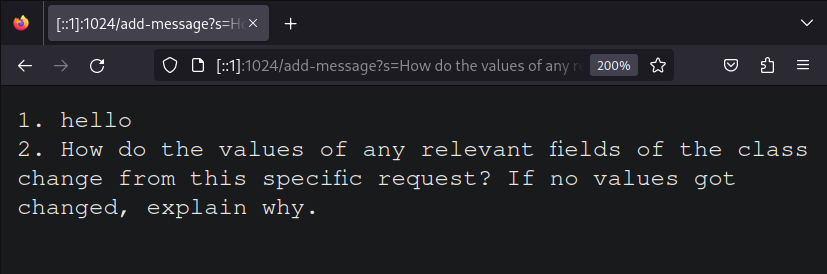 [::1]:1024/add-message?s=H
[::1]:1024/add-message?s=How do the values of any r
200%
1. hello
2. How do the values of any relevant fields of the class
change from this specific request? If no values got
changed, explain why.